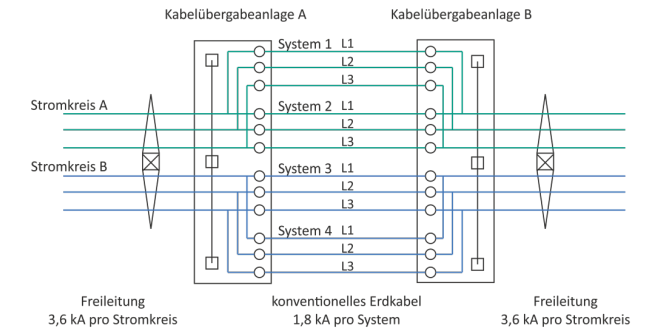 Kabelübergabeanlage A
Kabelübergabeanlage B
System 1 L1
L2
L3
Stromkreis A
System 2 L1
L2
L3
Stromkreis B
System 3 L1
L2
L3
System 4 L1
L2
L3
Freileitung
3,6 kA pro Stromkreis
konventionelles Erdkabel
1,8 kA pro System
Freileitung
3,6 kA pro Stromkreis